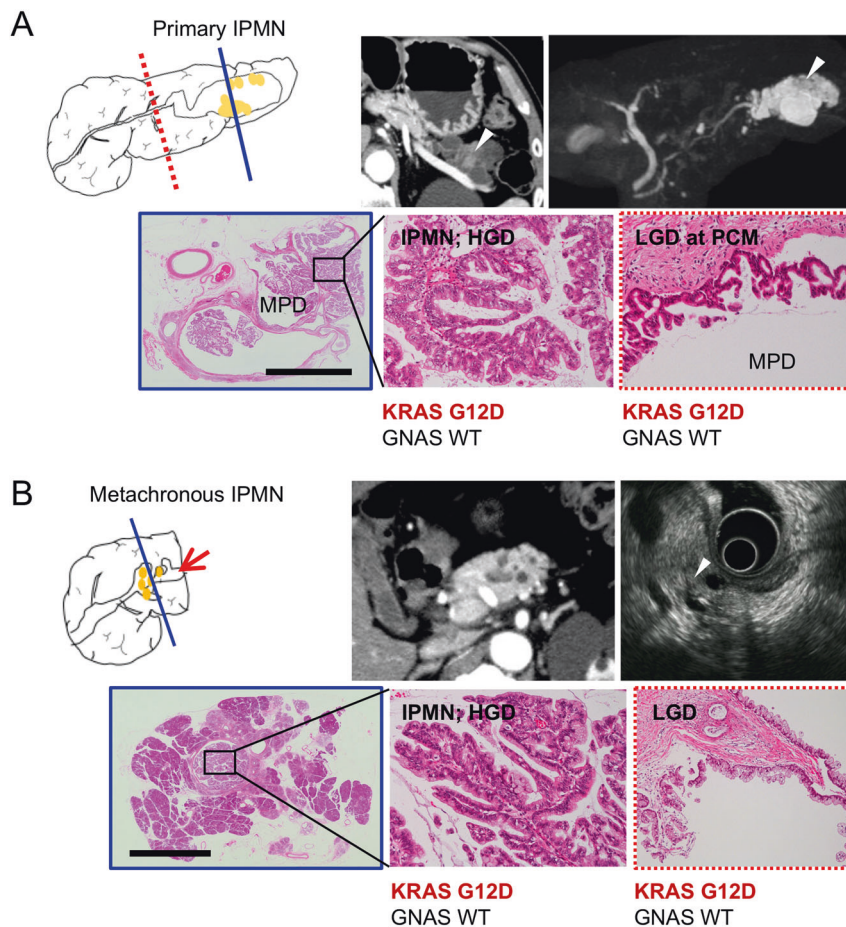 A
Primary IPMN
MPD
IPMN; HGD
LGD at PCM
MPD
KRAS G12D
GNAS WT
KRAS G12D
GNAS WT
B
Metachronous IPMN
IPMN; HGD
LGD
KRAS G12D
GNAS WT
KRAS G12D
GNAS WT